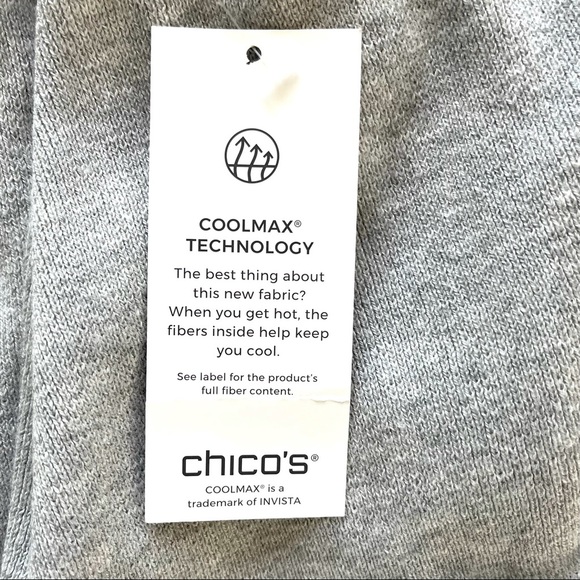 COOLMAX®
TECHNOLOGY
The best thing about
this new fabric?
When you get hot, the
fibers inside help keep
you cool.
See label for the product's
full fiber content.
chico's®
COOLMAX® is a
trademark of INVISTA